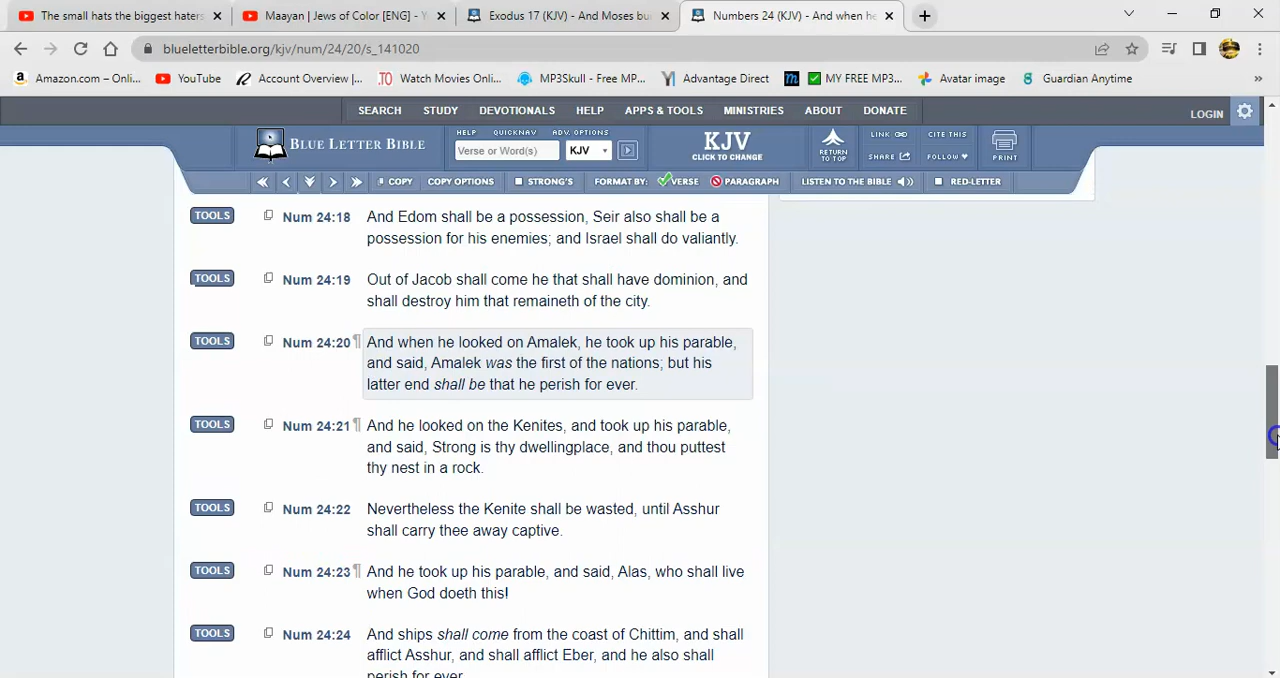 The small hats the biggest haters
Maayan | Jews of Color [ENG] - Y
Exodus 17 (KJV) - And Moses bu
Numbers 24 (KJV) - And when he
blueletterbible.org/kjv/num/24/20/s_141020
Amazon.com – Onli...
YouTube
Account Overview |...
Watch Movies Onl...
MP3Skull - Free MP...
Advantage Direct
MY FREE MP3...
Avatar image
Guardian Anytime
»
SEARCH STUDY DEVOTIONALS HELP APPS & TOOLS MINISTRIES ABOUT DONATE
LOGIN
BLUE LETTER BIBLE
HELP QUICKNAV ADV. OPTIONS
Verse or Word(s)
KJV
KJV
CLICK TO CHANGE
RETURN
TO TOP
LINK
SHARE
CITE THIS
FOLLOW
PRINT
COPY COPY OPTIONS STRONG'S FORMAT BY: VERSE PARAGRAPH LISTEN TO THE BIBLE RED-LETTER
TOOLS Num 24:18 And Edom shall be a possession, Seir also shall be a
possession for his enemies; and Israel shall do valiantly.
TOOLS Num 24:19 Out of Jacob shall come he that shall have dominion, and
shall destroy him that remaineth of the city.
TOOLS Num 24:20 ¶ And when he looked on Amalek, he took up his parable,
and said, Amalek was the first of the nations; but his
latter end shall be that he perish for ever.
TOOLS Num 24:21 ¶ And he looked on the Kenites, and took up his parable,
and said, Strong is thy dwellingplace, and thou puttest
thy nest in a rock.
TOOLS Num 24:22 Nevertheless the Kenite shall be wasted, until Asshur
shall carry thee away captive.
TOOLS Num 24:23 ¶ And he took up his parable, and said, Alas, who shall live
when God doeth this!
TOOLS Num 24:24 And ships shall come from the coast of Chittim, and shall
afflict Asshur, and shall afflict Eber, and he also shall
perish for ever.